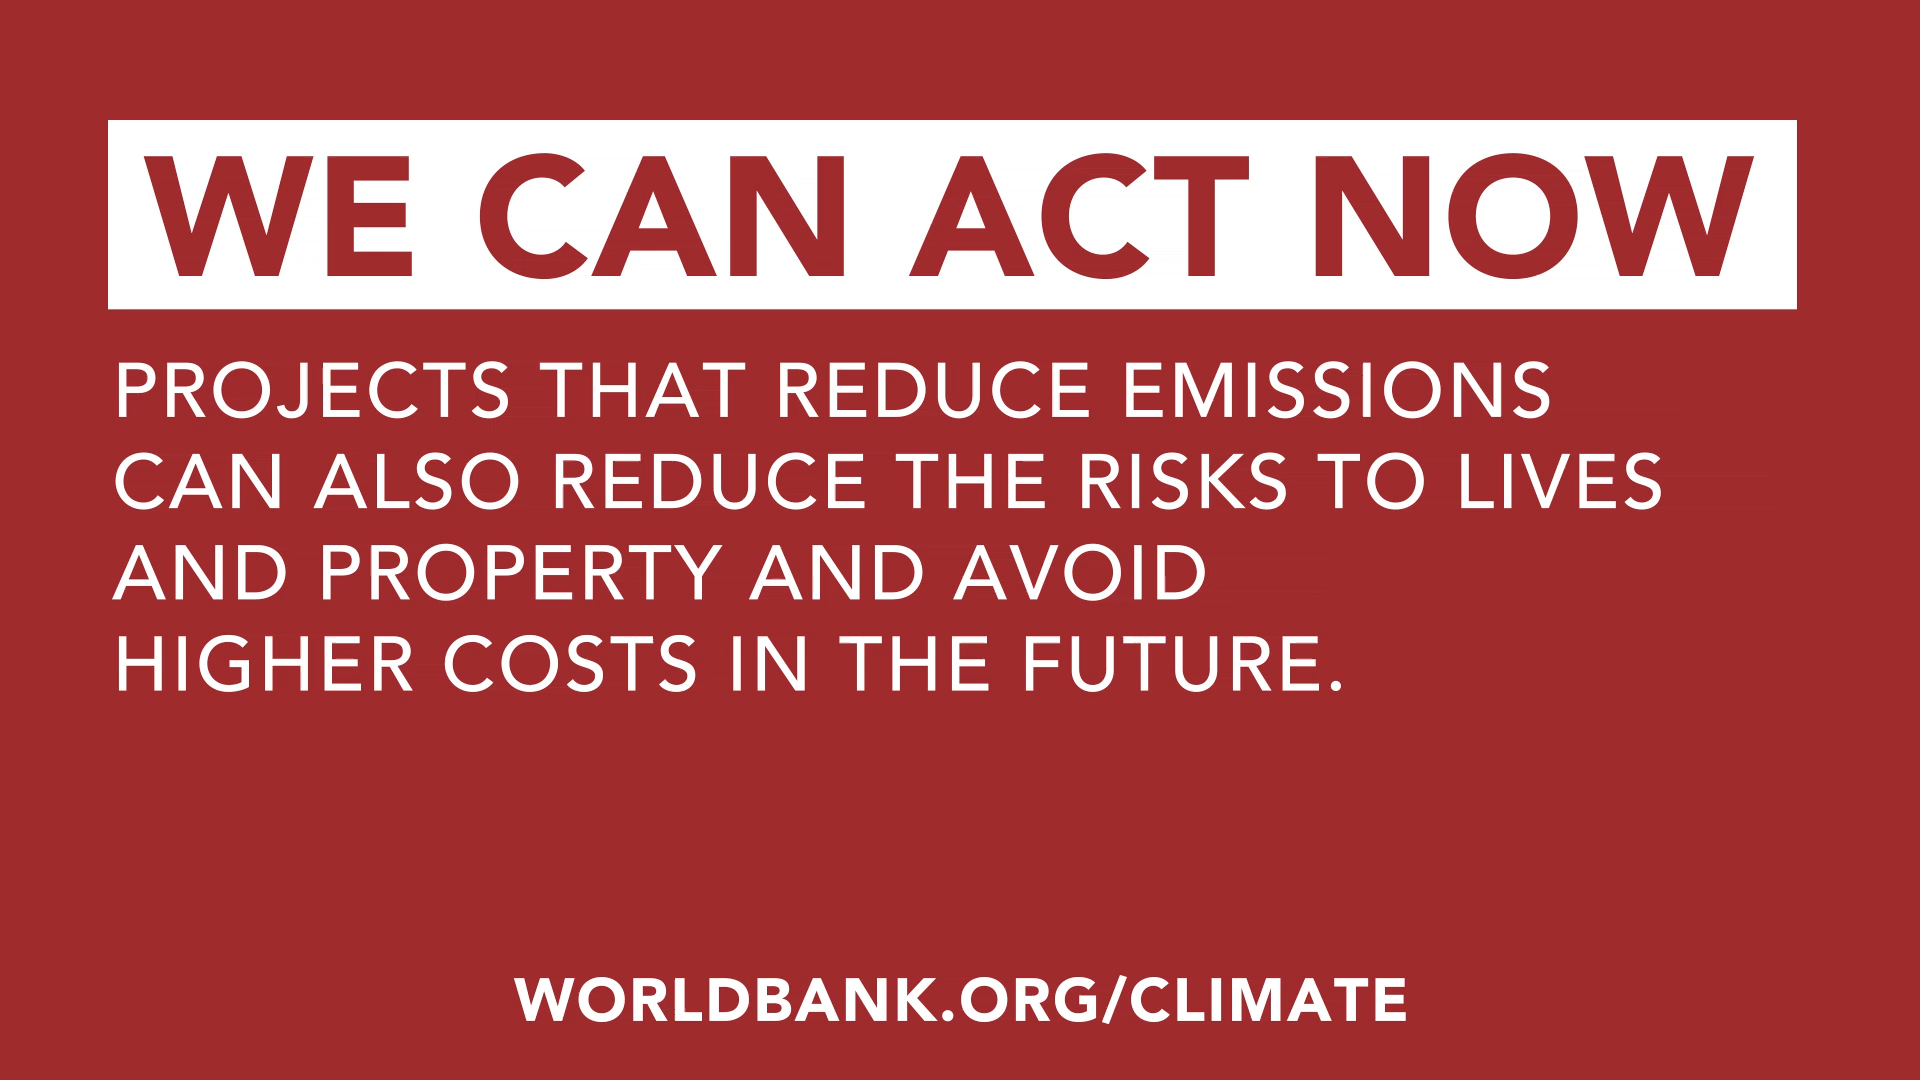 WE CAN ACT NOW
PROJECTS THAT REDUCE EMISSIONS
CAN ALSO REDUCE THE RISKS TO LIVES
AND PROPERTY AND AVOID
HIGHER COSTS IN THE FUTURE.
WORLDBANK.ORG/CLIMATE